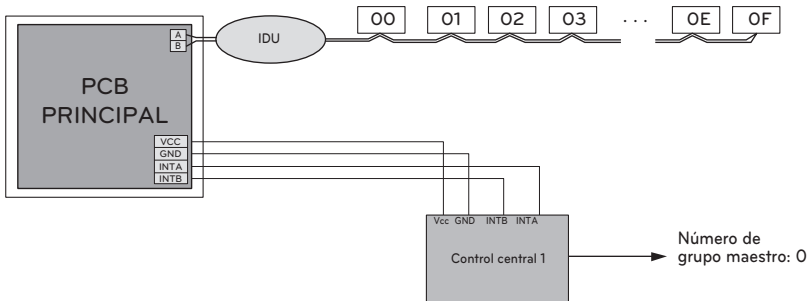 A
B
IDU
00 01 02 03 ... 0E 0F
PCB
PRINCIPAL
VCC
GND
INTA
INTB
Vcc GND INTB INTA
Control central 1
Número de
grupo maestro: 0